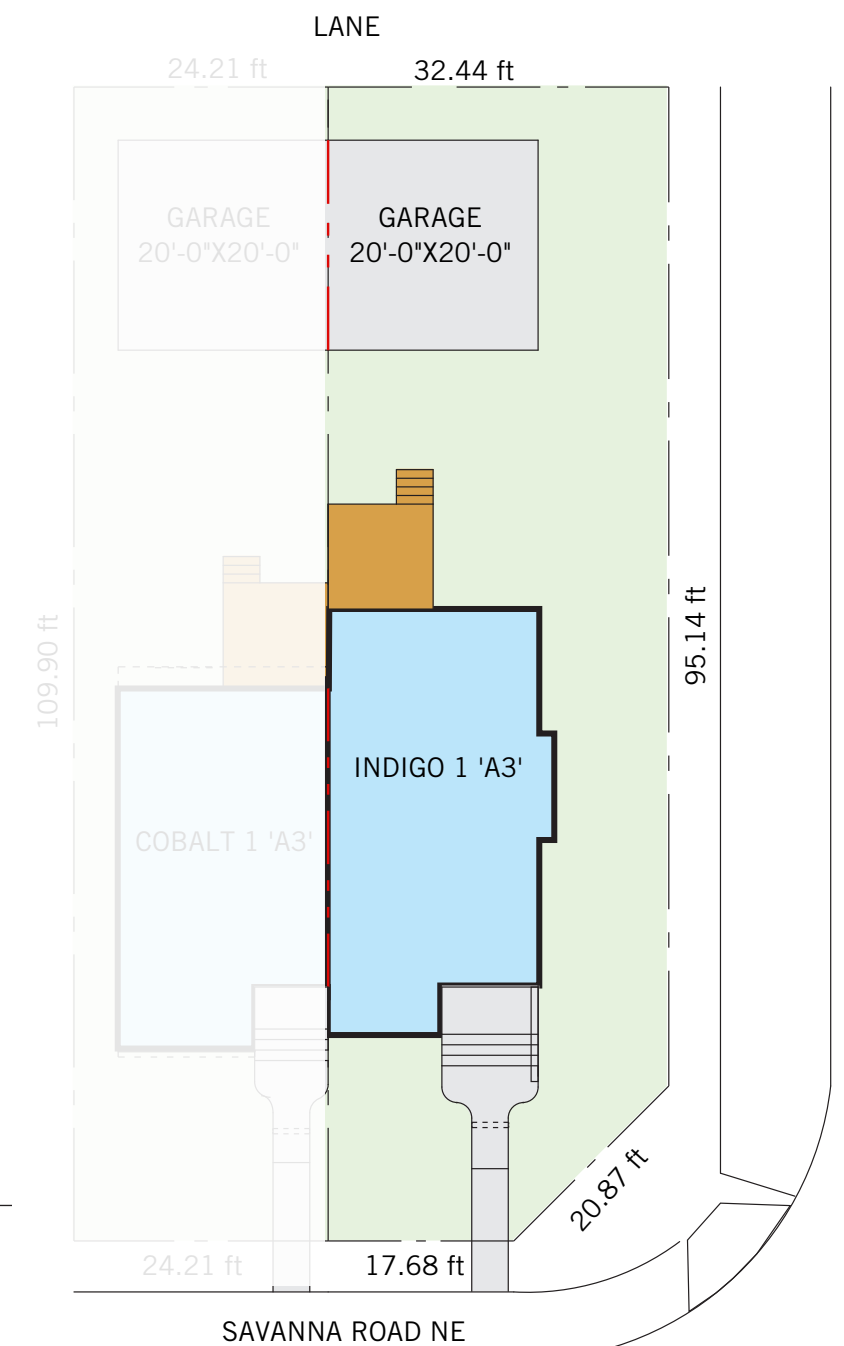 LANE
24.21 ft
32.44 ft
GARAGE
20'-0"X20'-0"
GARAGE
20'-0"X20'-0"
109.90 ft
95.14 ft
INDIGO 1 'A3'
COBALT 1 'A3'
20.87 ft
24.21 ft
17.68 ft
SAVANNA ROAD NE